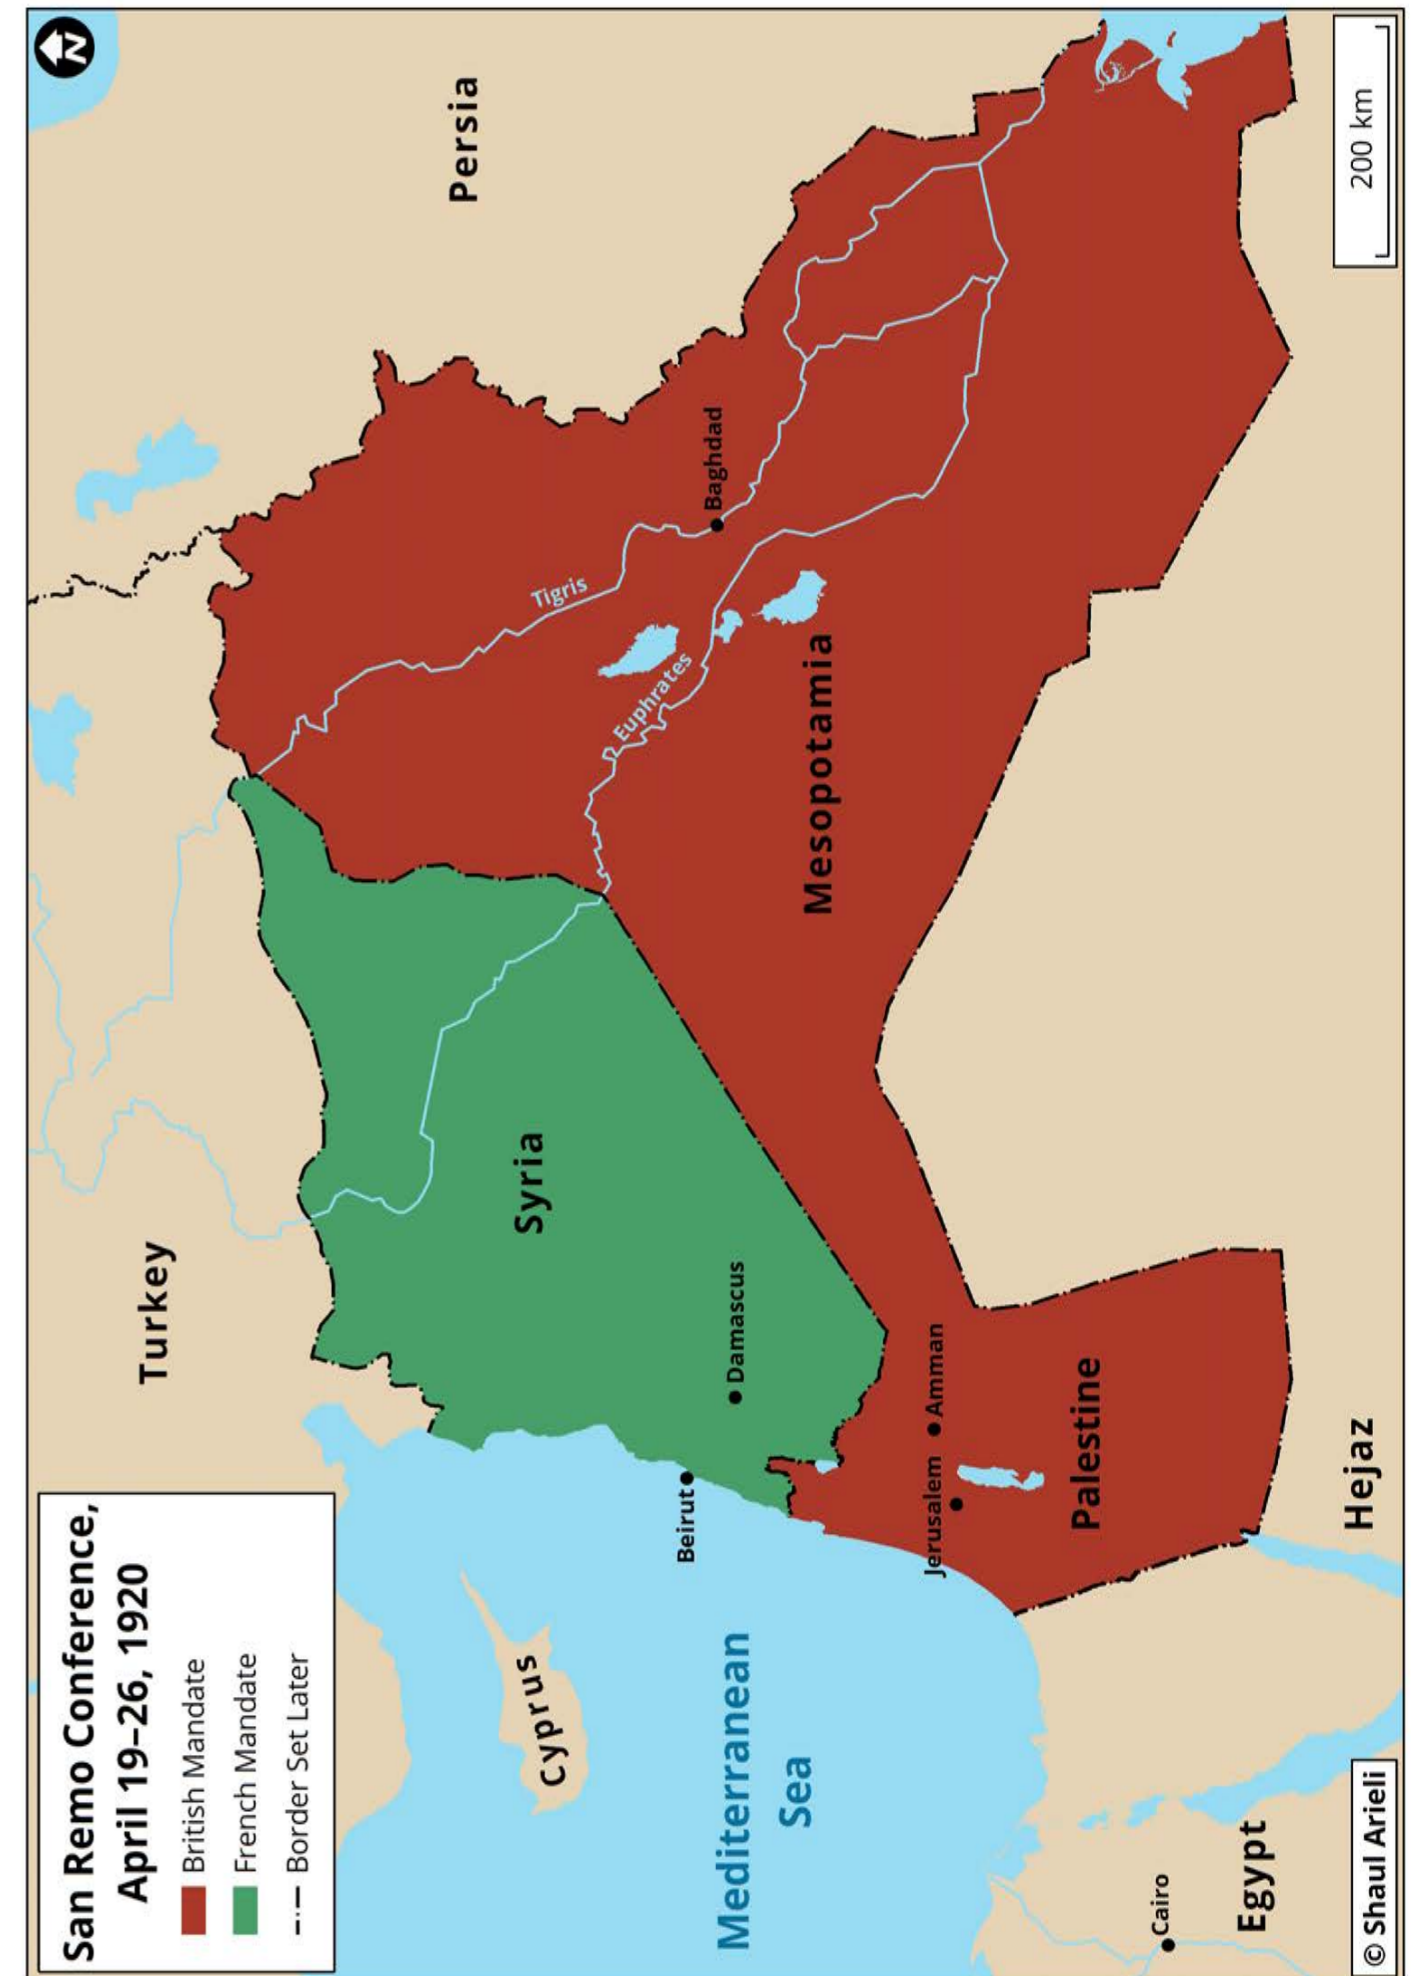 San Remo Conference,
April 19–26, 1920
British Mandate
French Mandate
Border Set Later
N
Turkey
Persia
Cyprus
Syria
Tigris
Euphrates
Baghdad
Beirut
Damascus
Mediterranean
Sea
Mesopotamia
Jerusalem
Amman
Palestine
Cairo
Egypt
Hejaz
200 km
© Shaul Arieli